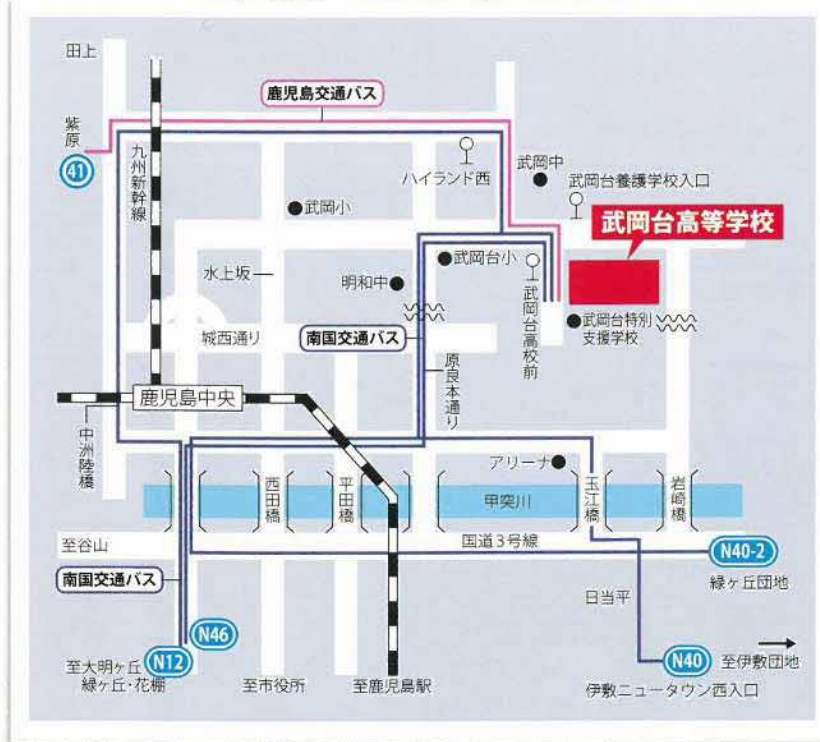 田上
鹿児島交通バス
紫原
41
九州新幹線
ハイランド西
武岡中
武岡台養護学校入口
武岡小
武岡台高等学校
水上坂
明和中
武岡台小
武岡台高校前
武岡台特別
支援学校
城西通り
南国交通バス
原良本通り
鹿児島中央
中洲陸橋
アリーナ
西田橋
平田橋
甲突川
玉江橋
岩崎橋
至谷山
国道3号線
N40-2
緑ヶ丘団地
南国交通バス
日当平
N46
至大明ヶ丘
N12
緑ヶ丘・花棚
至市役所
至鹿児島駅
N40
至伊敷団地
伊敷ニュータウン西入口